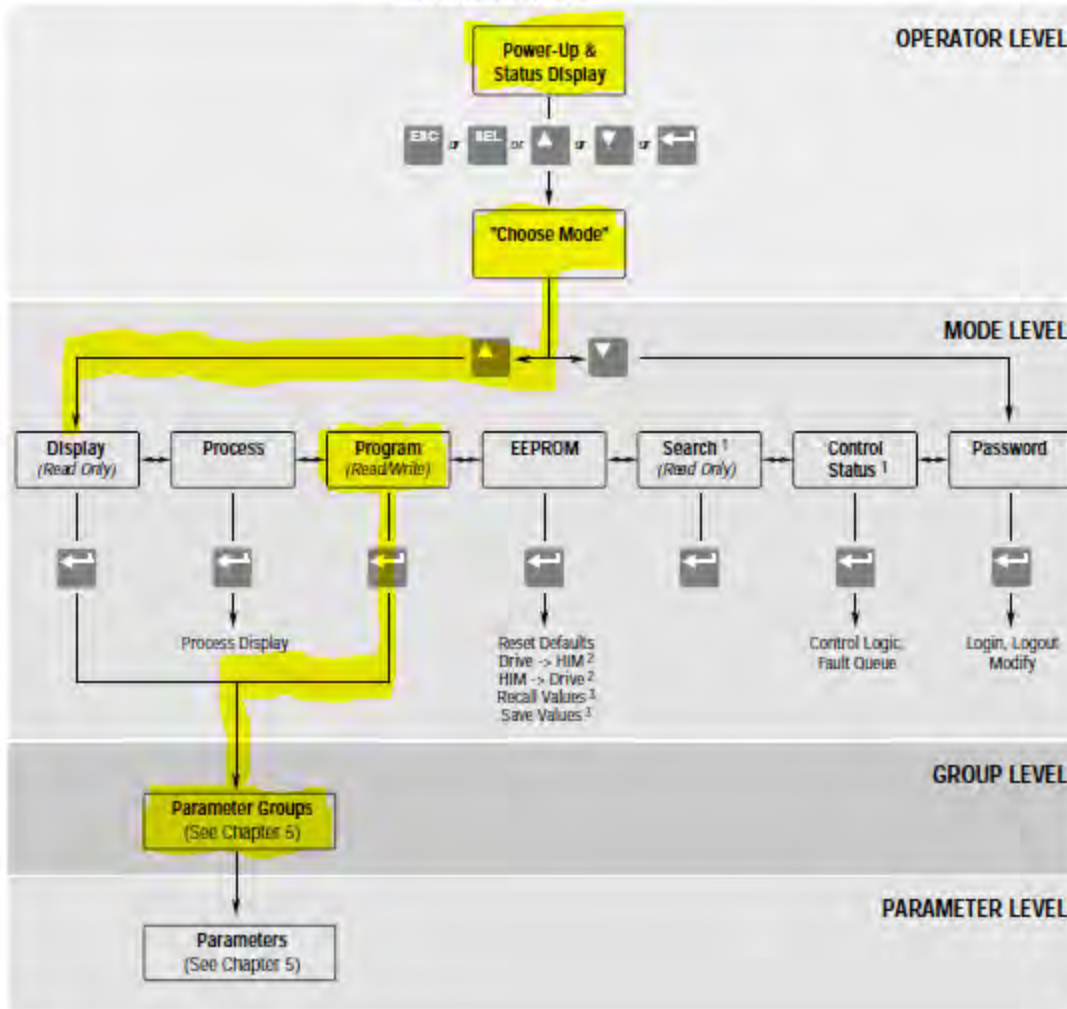 OPERATOR LEVEL
Power-Up &
Status Display
ESC or SEL or or or
"Choose Mode"
MODE LEVEL
Display
(Read Only)
Process
Program
(Read/Write)
EEPROM
Search 1
(Read Only)
Control
Status 1
Password
Process Display
Reset Defaults
Drive -> HIM 2
HIM -> Drive 2
Recall Values
Save Values
Control Logic,
Fault Queue
Login, Logout
Modify
GROUP LEVEL
Parameter Groups
(See Chapter 5)
PARAMETER LEVEL
Parameters
(See Chapter 5)